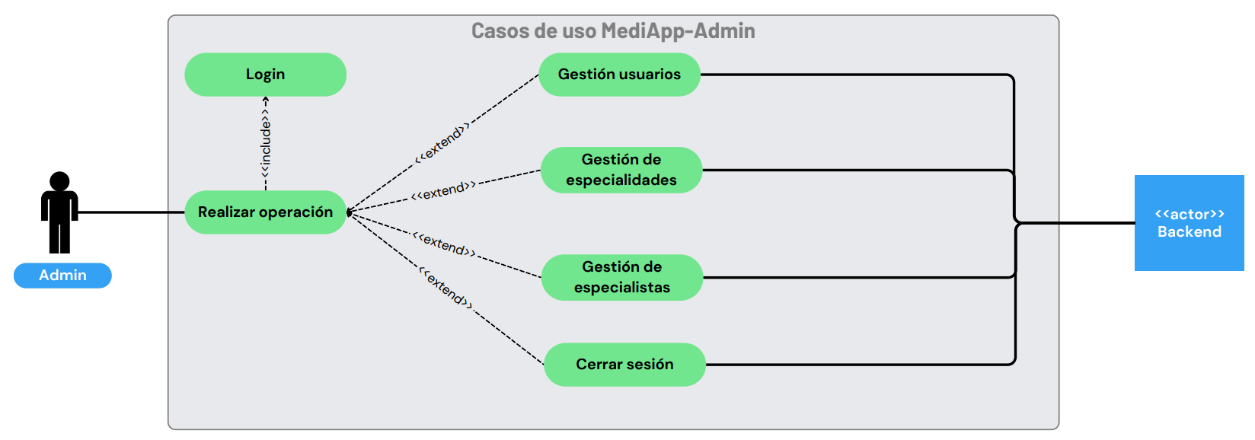 Casos de uso MediApp-Admin
Login
Gestión usuarios
<<include>>
<<extend>>
Gestión de
especialidades
<<extend>>
Realizar operación
<<actor>>
Backend
<<extend>>
Admin
Gestión de
especialistas
<<extend>>
Cerrar sesión